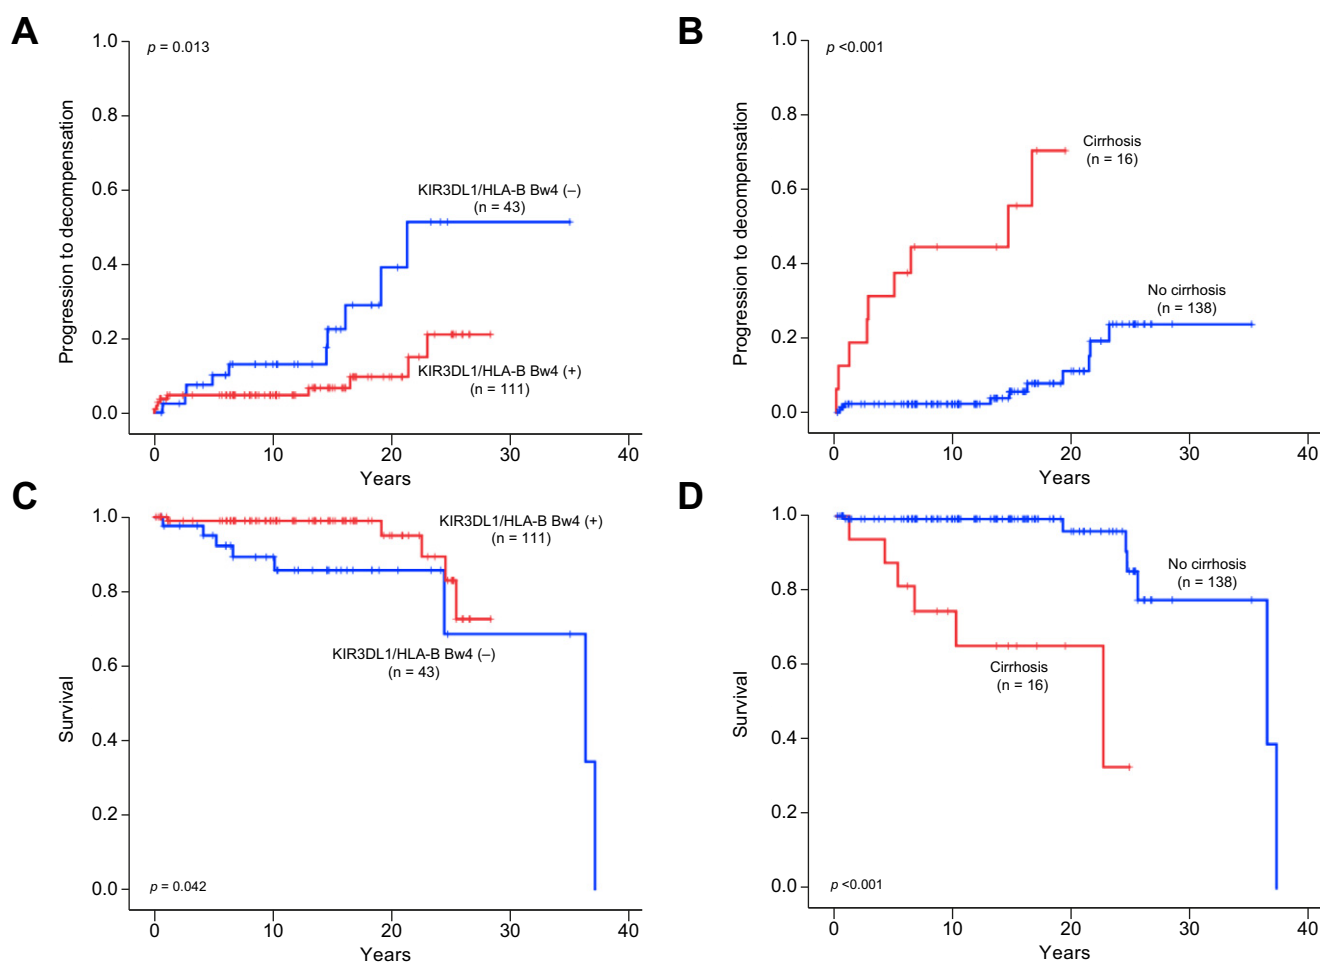 A
p = 0.013
1.0
0.8
0.6
0.4
0.2
0.0
Progression to decompensation
KIR3DL1/HLA-B Bw4 (–)
(n = 43)
KIR3DL1/HLA-B Bw4 (+)
(n = 111)
0 10 20 30 40
Years
B
p <0.001
1.0
0.8
0.6
0.4
0.2
0.0
Progression to decompensation
Cirrhosis
(n = 16)
No cirrhosis
(n = 138)
0 10 20 30 40
Years
C
1.0
0.8
0.6
0.4
0.2
0.0
Survival
KIR3DL1/HLA-B Bw4 (+)
(n = 111)
KIR3DL1/HLA-B Bw4 (–)
(n = 43)
p = 0.042
0 10 20 30 40
Years
D
1.0
0.8
0.6
0.4
0.2
0.0
Survival
No cirrhosis
(n = 138)
Cirrhosis
(n = 16)
p <0.001
0 10 20 30 40
Years